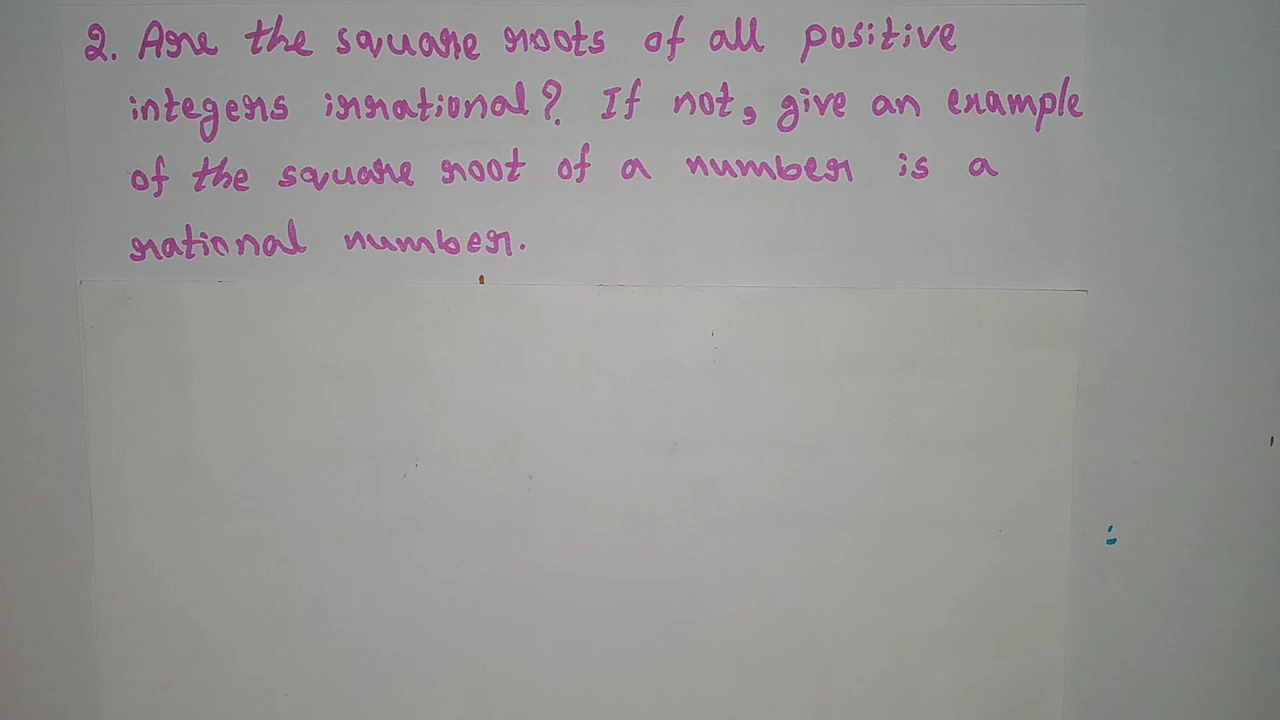 2. Are the square roots of all positive
integers irrational? If not, give an example
of the square root of a number is a
rational number.